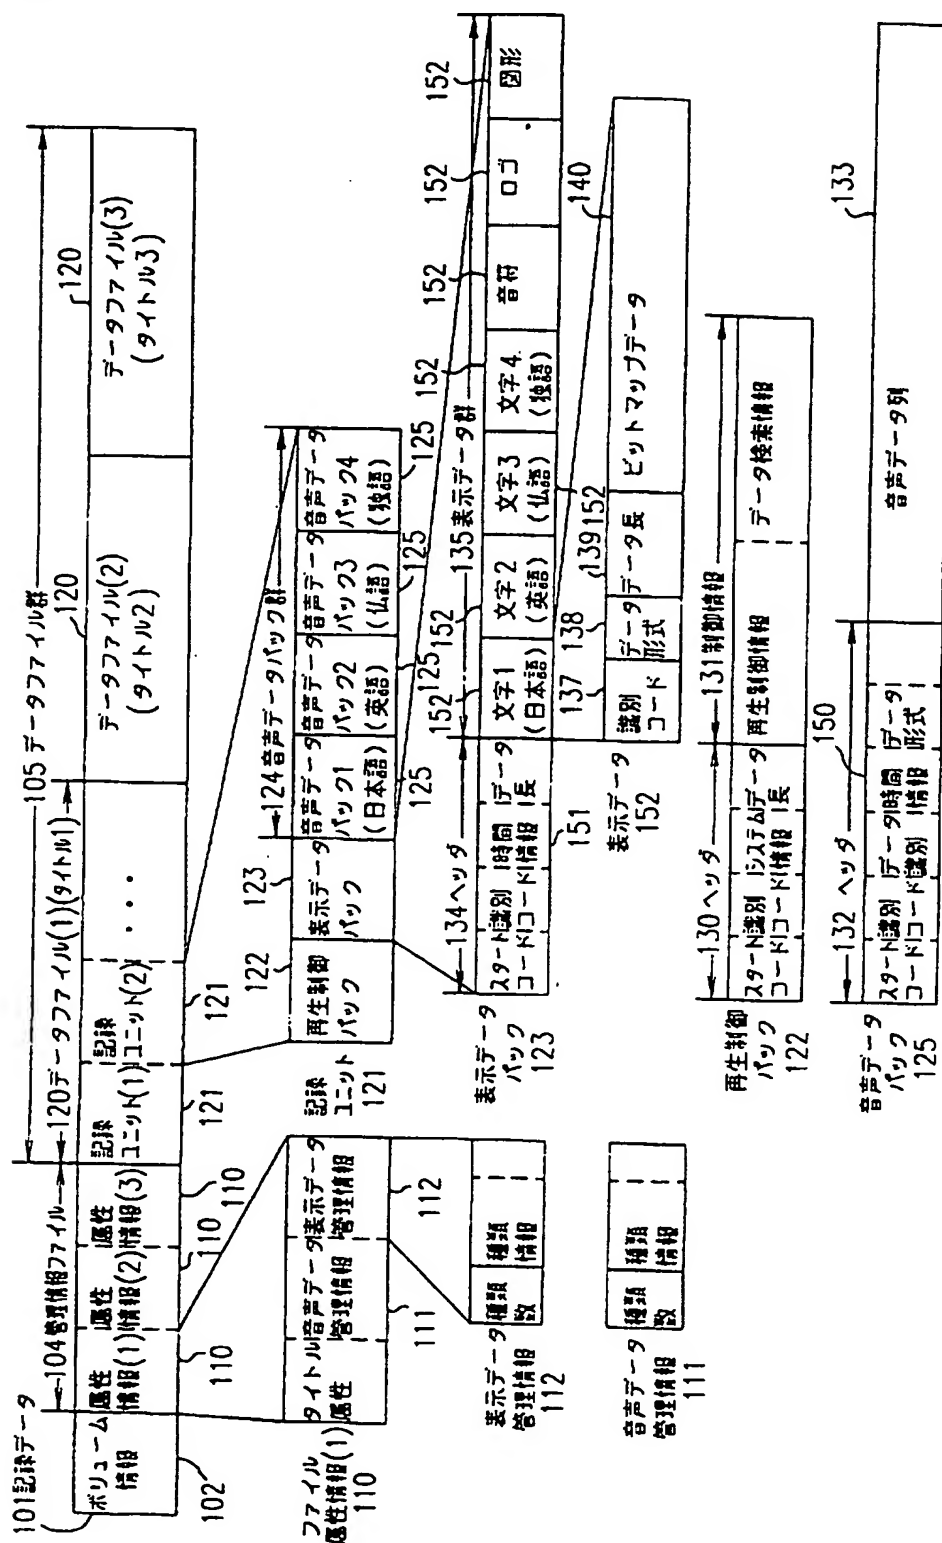 101記録データ
ボリューム
情報
102
104管理情報ファイル
属性
情報(1)
110
属性
情報(2)
110
属性
情報(3)
110
105データファイル群
120データファイル(1)(タイトル1)
記録
ユニット(1)
121
記録
ユニット(2)
121
・・・
データファイル(2)
(タイトル2)
120
データファイル(3)
(タイトル3)
120
ファイル
属性情報(1)
110
タイトル
属性
音声データ
管理情報
111
表示データ
管理情報
112
記録
ユニット
121
再生制御
パック
122
表示データ
パック
123
124音声データパック群
音声データ
パック1
(日本語)
125
音声データ
パック2
(英語)
125
音声データ
パック3
(仏語)
125
音声データ
パック4
(独語)
125
表示データ
管理情報
112
種類
数
種類
情報
表示データ
パック
123
134ヘッダ
スタート
コード
識別
コード
時間
情報
151
データ
長
135表示データ群
文字1
(日本語)
152
文字2
(英語)
152
文字3
(仏語)
152
文字4
(独語)
152
音符
152
ロゴ
152
図形
152
表示データ
152
識別
コード
137
データ
形式
138
データ長
139
ビットマップデータ
140
音声データ
管理情報
111
種類
数
種類
情報
再生制御
パック
122
130ヘッダ
スタート
コード
識別
コード
システム
情報
データ
長
131制御情報
再生制御情報
データ検索情報
音声データ
パック
125
132ヘッダ
スタート
コード
識別
コード
データ
識別
時間
情報
150
データ
形式
音声データ列
133